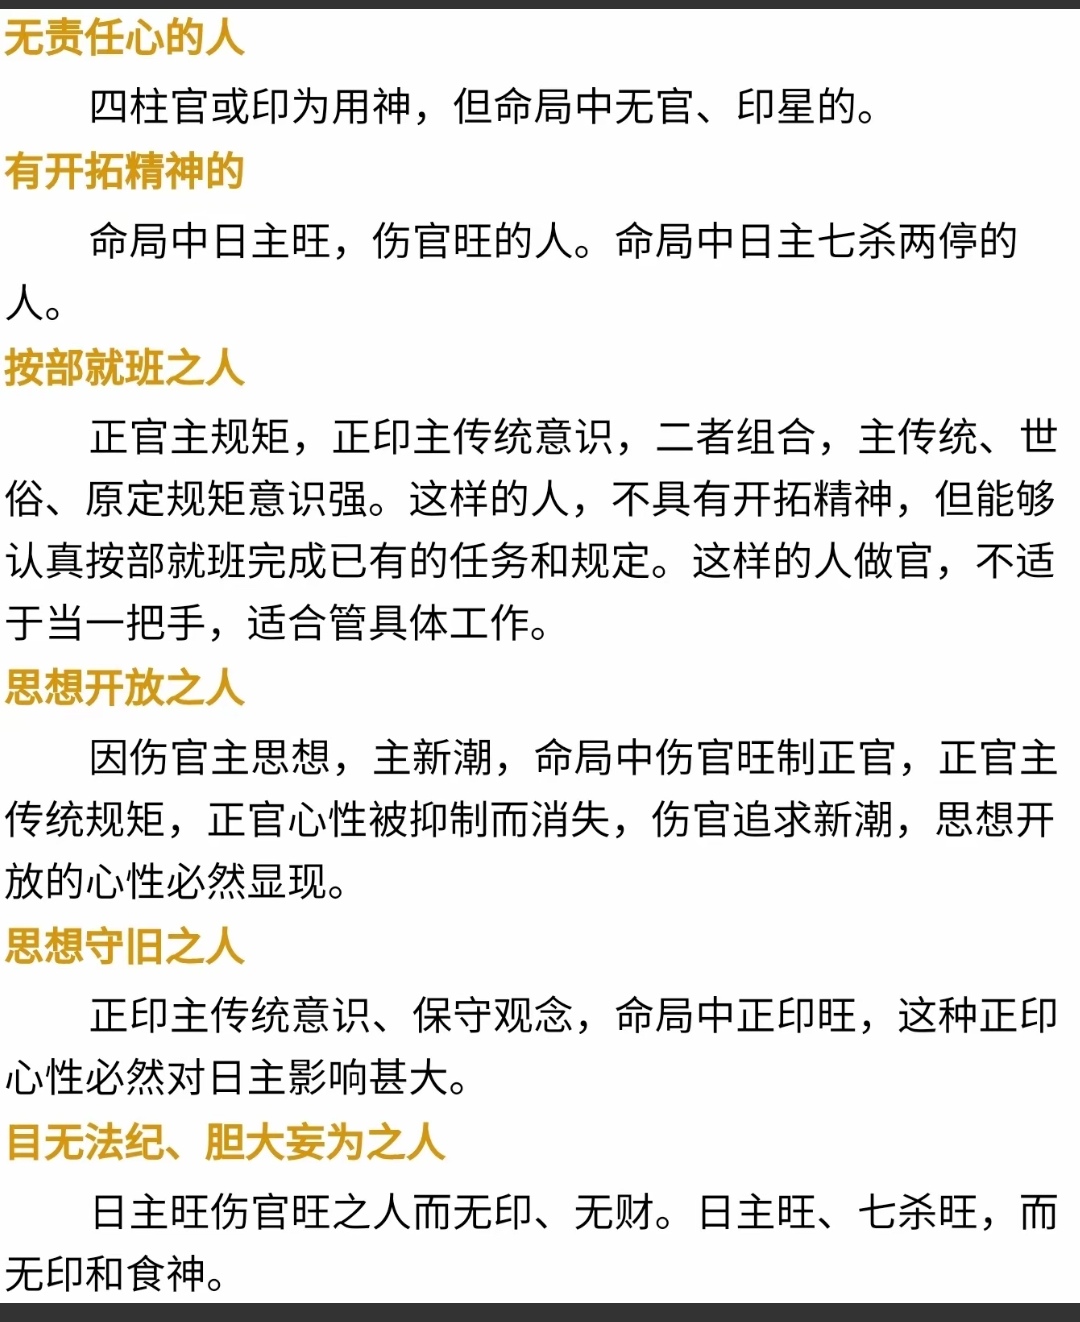 无责任心的人
四柱官或印为用神，但命局中无官、印星的。
有开拓精神的
命局中日主旺，伤官旺的人。命局中日主七杀两停的
人。
按部就班之人
正官主规矩，正印主传统意识，二者组合，主传统、世
俗、原定规矩意识强。这样的人，不具有开拓精神，但能够
认真按部就班完成已有的任务和规定。这样的人做官，不适
于当一把手，适合管具体工作。
思想开放之人
因伤官主思想，主新潮，命局中伤官旺制正官，正官主
传统规矩，正官心性被抑制而消失，伤官追求新潮，思想开
放的心性必然显现。
思想守旧之人
正印主传统意识、保守观念，命局中正印旺，这种正印
心性必然对日主影响甚大。
目无法纪、胆大妄为之人
日主旺伤官旺之人而无印、无财。日主旺、七杀旺，而
无印和食神。